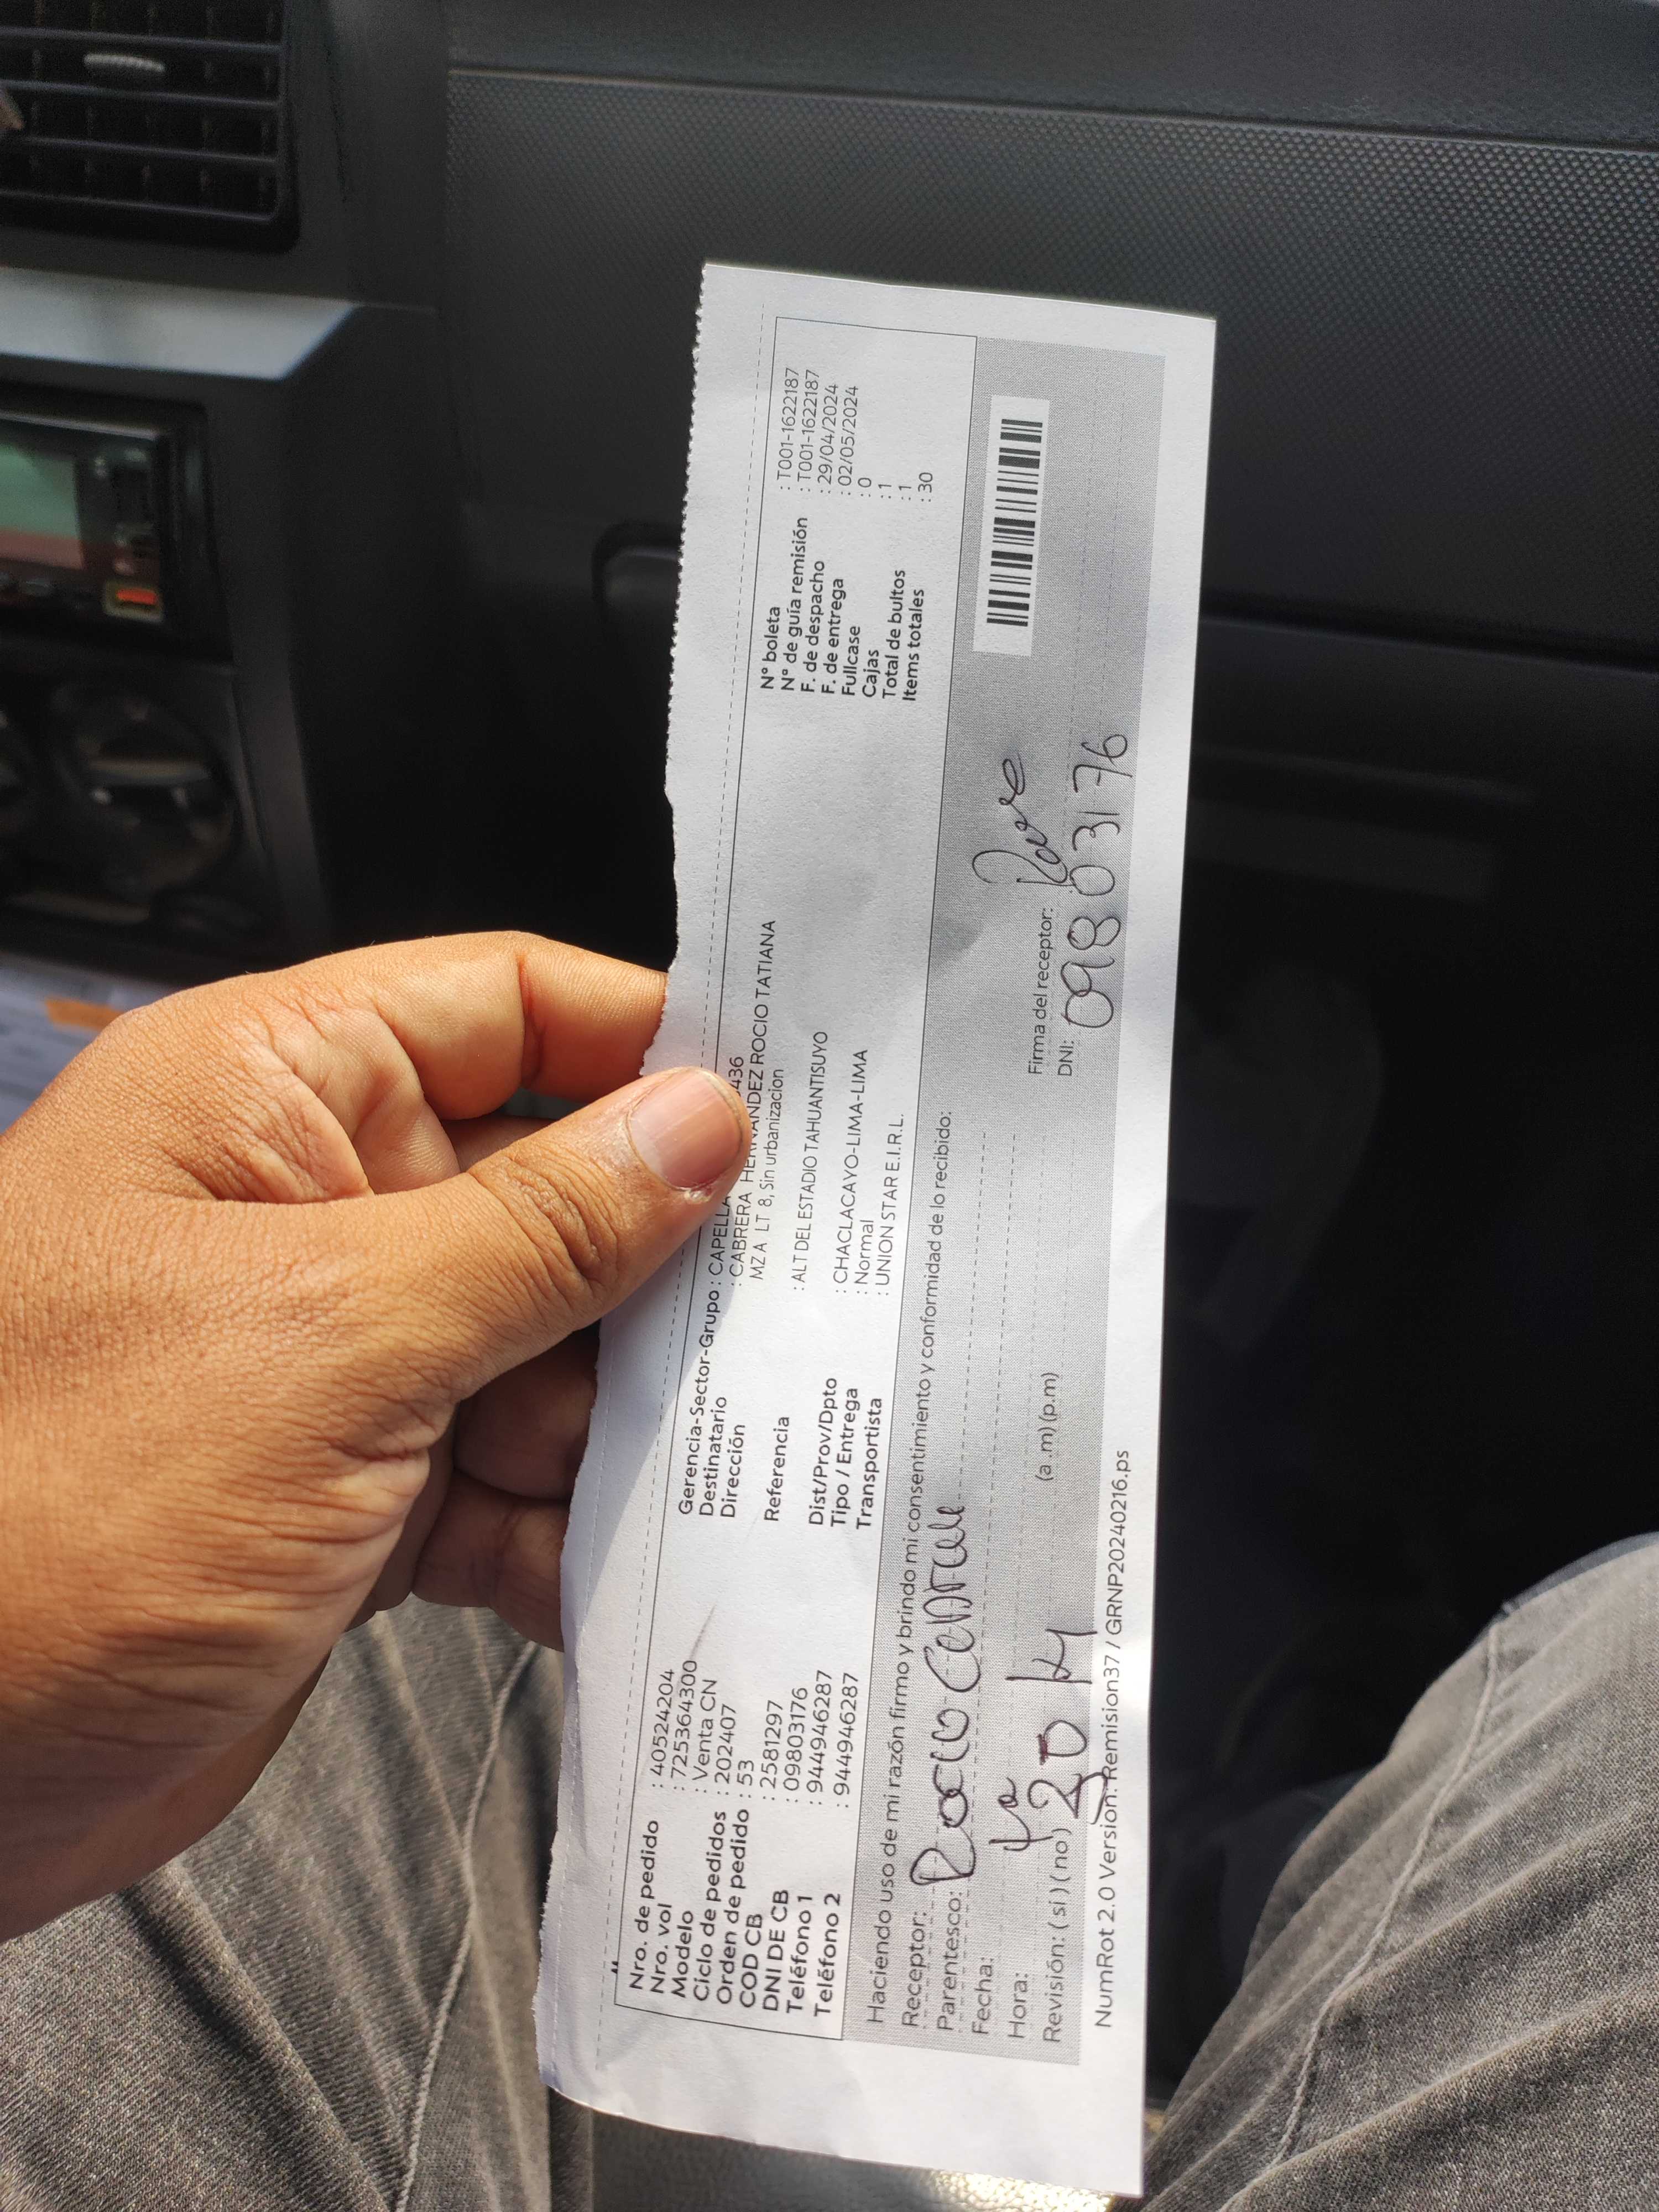 Nro. de pedido : 40524204
Nro. vol : 725364300
Modelo : Venta CN
Ciclo de pedidos : 202407
Orden de pedido : 53
COD CB : 2581297
DNI DE CB : 09803176
Teléfono 1 : 944946287
Teléfono 2 : 944946287
Gerencia-Sector-Grupo : CAPELLA 436
Destinatario : CABRERA HERNANDEZ ROCIO TATIANA
Dirección MZ A LT 8, Sin urbanizacion
Referencia : ALT DEL ESTADIO TAHUANTISUYO
Dist/Prov/Dpto : CHACLACAYO-LIMA-LIMA
Tipo / Entrega : Normal
Transportista : UNION STAR E.I.R.L.
N° boleta : T001-1622187
N° de guía remisión : T001-1622187
F. de despacho : 29/04/2024
F. de entrega : 02/05/2024
Fullcase : 0
Cajas : 1
Total de bultos : 1
Items totales : 30
Haciendo uso de mi razón firmo y brindo mi consentimiento y conformidad de lo recibido:
Receptor:
Parentesco:
Fecha:
Hora: (a .m) (p.m)
Revisión: ( si ) ( no )
Firma del receptor:
DNI: 09803176
NumRot 2.0 Version: Remision37 / GRNP20240216.ps